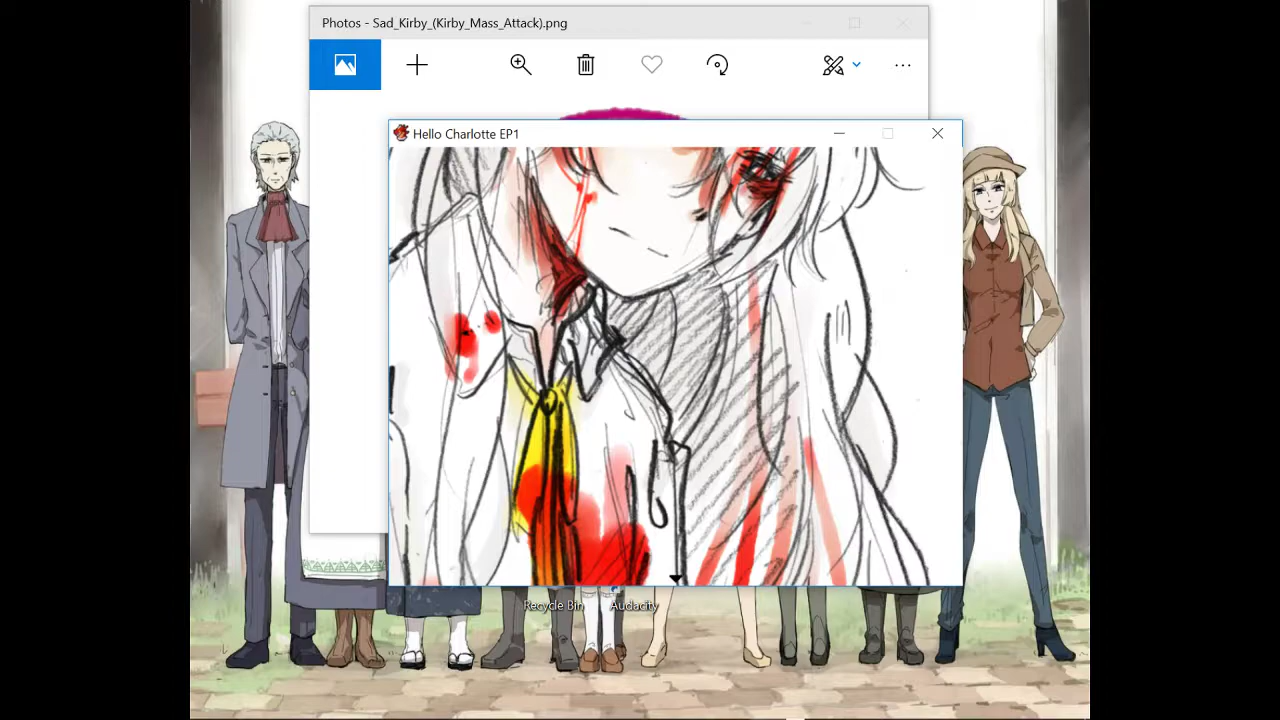 Photos - Sad_Kirby_(Kirby_Mass_Attack).png
Hello Charlotte EP1
Recycle Bin
Audacity